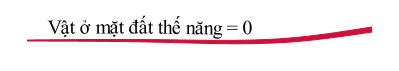 Vật ở mặt đất thế năng = 0